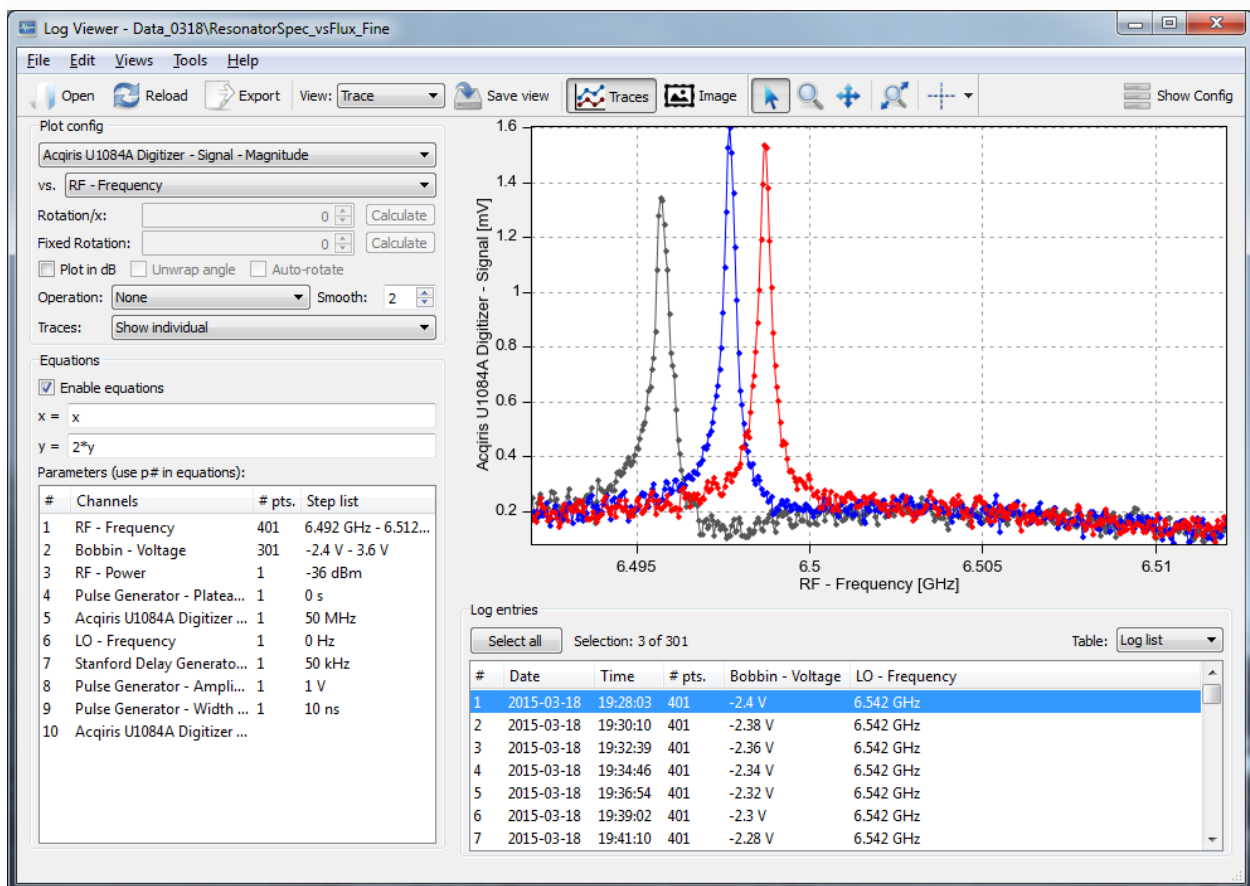 Log Viewer - Data_0318\ResonatorSpec_vsFlux_Fine
File Edit Views Tools Help
Open Reload Export View: Trace Save view Traces Image Show Config
Plot config
Acqiris U1084A Digitizer - Signal - Magnitude
vs. RF - Frequency
Rotation/x: 0 Calculate
Fixed Rotation: 0 Calculate
Plot in dB Unwrap angle Auto-rotate
Operation: None Smooth: 2
Traces: Show individual
Equations
Enable equations
x = x
y = 2*y
Parameters (use p# in equations):
# Channels # pts. Step list
1 RF - Frequency 401 6.492 GHz - 6.512...
2 Bobbin - Voltage 301 -2.4 V - 3.6 V
3 RF - Power 1 -36 dBm
4 Pulse Generator - Platea... 1 0 s
5 Acqiris U1084A Digitizer ... 1 50 MHz
6 LO - Frequency 1 0 Hz
7 Stanford Delay Generato... 1 50 kHz
8 Pulse Generator - Ampli... 1 1 V
9 Pulse Generator - Width ... 1 10 ns
10 Acqiris U1084A Digitizer ...
Acqiris U1084A Digitizer - Signal [mV]
1.6
1.4
1.2
1
0.8
0.6
0.4
0.2
6.495 6.5 6.505 6.51
RF - Frequency [GHz]
Log entries
Select all Selection: 3 of 301 Table: Log list
# Date Time # pts. Bobbin - Voltage LO - Frequency
1 2015-03-18 19:28:03 401 -2.4 V 6.542 GHz
2 2015-03-18 19:30:10 401 -2.38 V 6.542 GHz
3 2015-03-18 19:32:39 401 -2.36 V 6.542 GHz
4 2015-03-18 19:34:46 401 -2.34 V 6.542 GHz
5 2015-03-18 19:36:54 401 -2.32 V 6.542 GHz
6 2015-03-18 19:39:02 401 -2.3 V 6.542 GHz
7 2015-03-18 19:41:10 401 -2.28 V 6.542 GHz